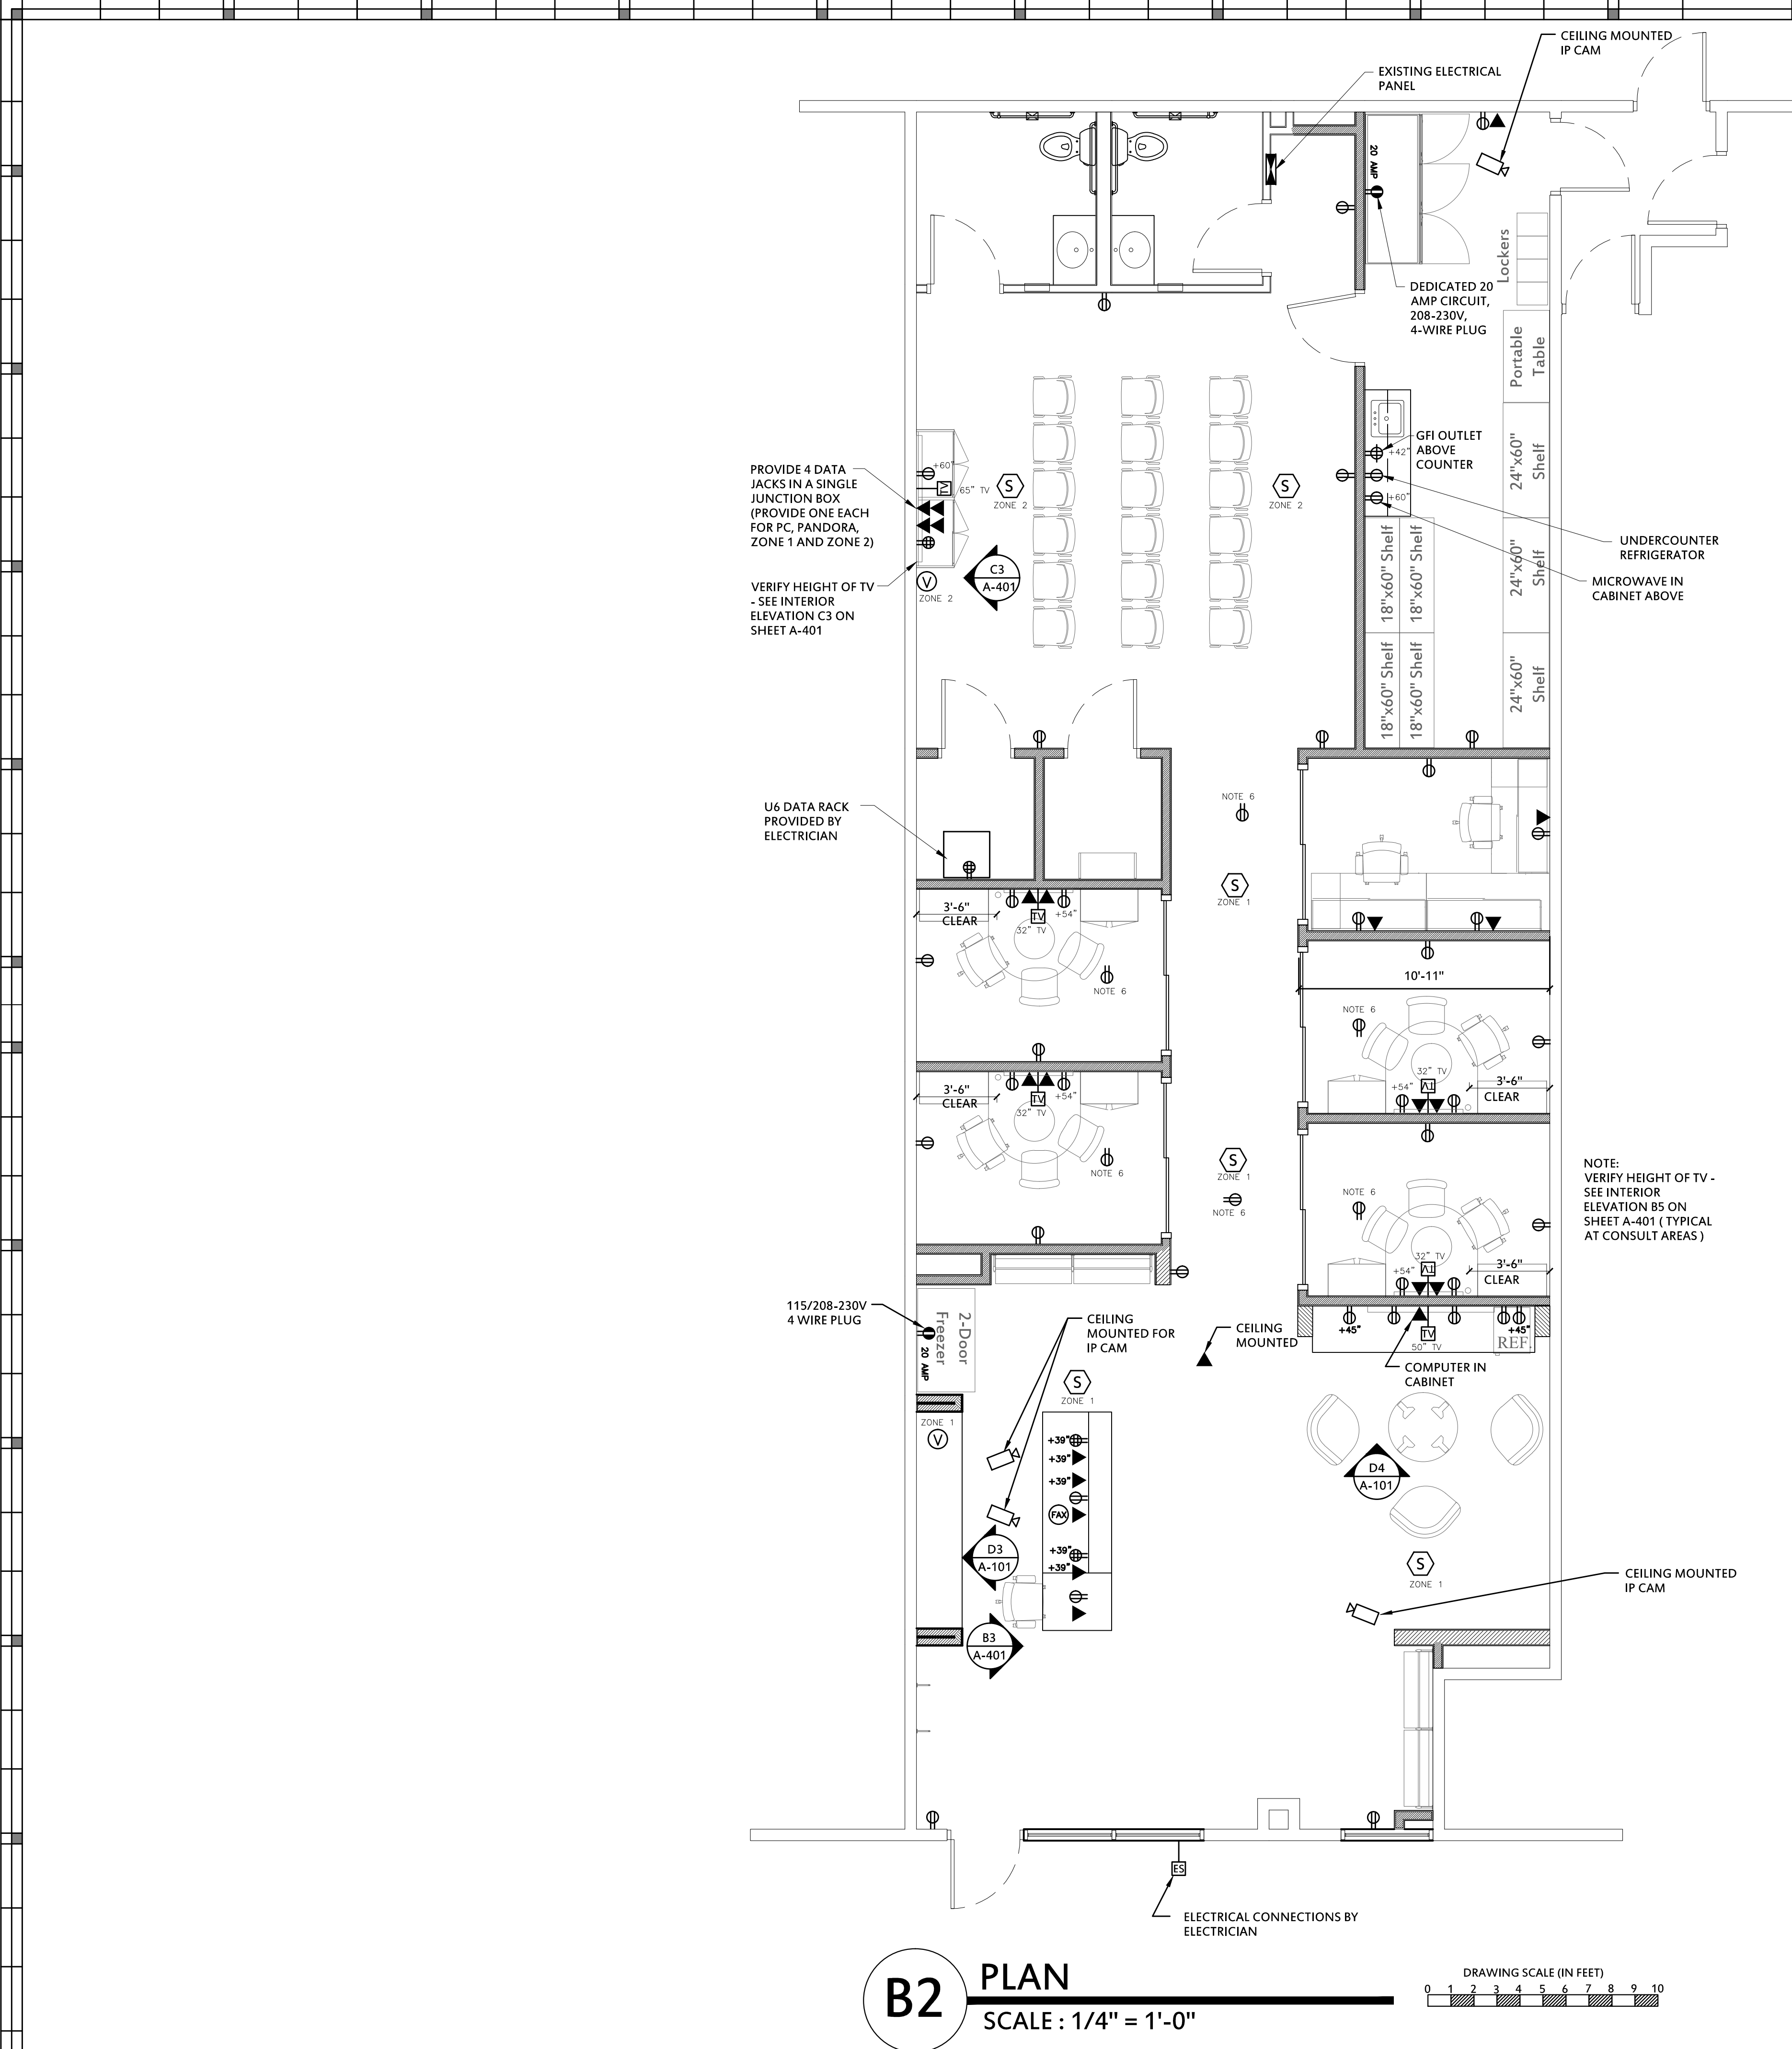 CEILING MOUNTED
IP CAM
EXISTING ELECTRICAL
PANEL
20 AMP
Lockers
DEDICATED 20
AMP CIRCUIT,
208-230V,
4-WIRE PLUG
Portable
Table
GFI OUTLET
ABOVE
COUNTER
+42"
+60"
24"x60"
Shelf
PROVIDE 4 DATA
JACKS IN A SINGLE
JUNCTION BOX
(PROVIDE ONE EACH
FOR PC, PANDORA,
ZONE 1 AND ZONE 2)
+60"
TV
65" TV
S
ZONE 2
S
ZONE 2
UNDERCOUNTER
REFRIGERATOR
MICROWAVE IN
CABINET ABOVE
18"x60" Shelf
18"x60" Shelf
24"x60"
Shelf
VERIFY HEIGHT OF TV
- SEE INTERIOR
ELEVATION C3 ON
SHEET A-401
V
ZONE 2
C3
A-401
18"x60" Shelf
18"x60" Shelf
24"x60"
Shelf
U6 DATA RACK
PROVIDED BY
ELECTRICIAN
NOTE 6
S
ZONE 1
3'-6"
CLEAR
TV
+54"
32" TV
NOTE 6
10'-11"
NOTE 6
32" TV
+54"
TV
3'-6"
CLEAR
3'-6"
CLEAR
TV
+54"
32" TV
NOTE 6
S
ZONE 1
NOTE 6
NOTE 6
32" TV
+54"
TV
3'-6"
CLEAR
NOTE:
VERIFY HEIGHT OF TV -
SEE INTERIOR
ELEVATION B5 ON
SHEET A-401 ( TYPICAL
AT CONSULT AREAS )
115/208-230V
4 WIRE PLUG
20 AMP
2-Door
Freezer
CEILING
MOUNTED FOR
IP CAM
CEILING
MOUNTED
+45"
TV
50" TV
+45"
REF.
COMPUTER IN
CABINET
S
ZONE 1
ZONE 1
V
+39"
+39"
+39"
FAX
+39"
+39"
D4
A-101
D3
A-101
S
ZONE 1
B3
A-401
CEILING MOUNTED
IP CAM
ES
ELECTRICAL CONNECTIONS BY
ELECTRICIAN
B2
PLAN
SCALE : 1/4" = 1'-0"
DRAWING SCALE (IN FEET)
0 1 2 3 4 5 6 7 8 9 10